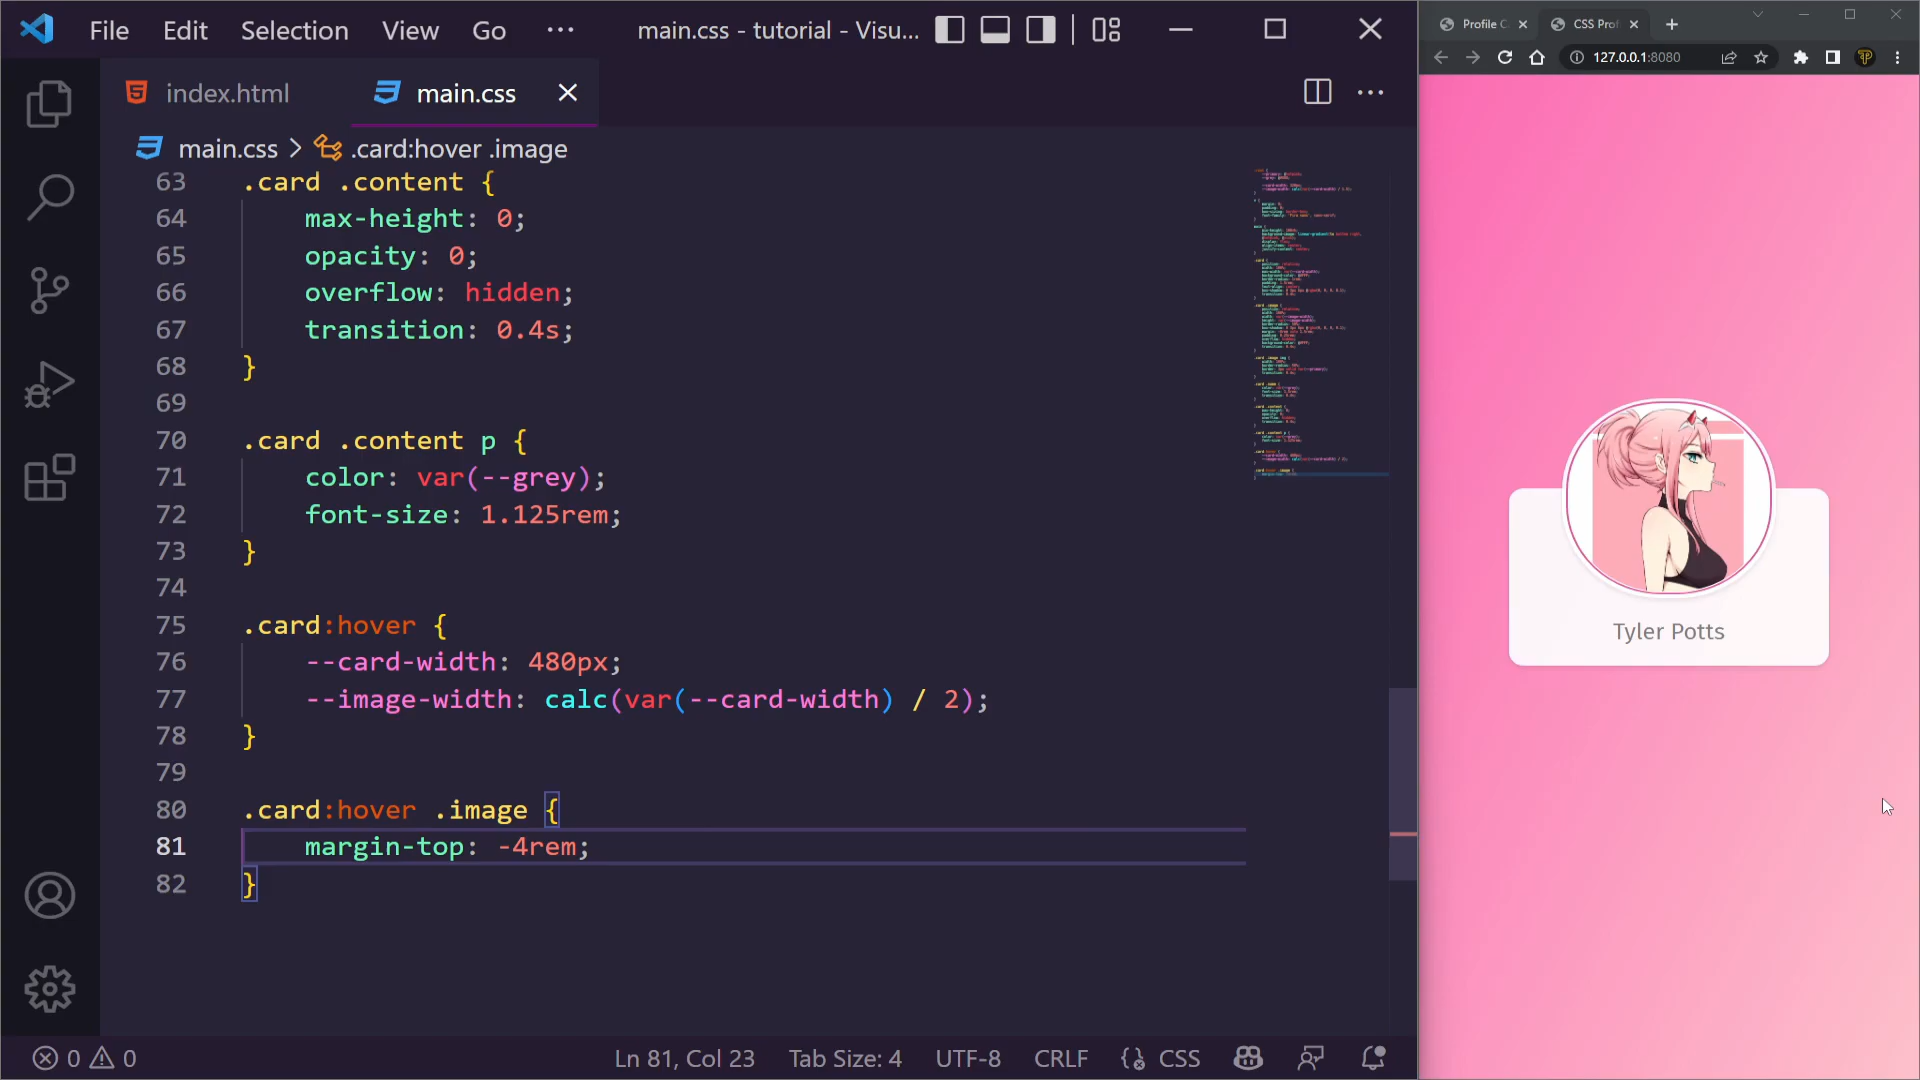 File Edit Selection View Go ··· main.css - tutorial - Visu...
index.html main.css
main.css > .card:hover .image
63 .card .content {
64 max-height: 0;
65 opacity: 0;
66 overflow: hidden;
67 transition: 0.4s;
68 }
69
70 .card .content p {
71 color: var(--grey);
72 font-size: 1.125rem;
73 }
74
75 .card:hover {
76 --card-width: 480px;
77 --image-width: calc(var(--card-width) / 2);
78 }
79
80 .card:hover .image {
81 margin-top: -4rem;
82 }
0 0 Ln 81, Col 23 Tab Size: 4 UTF-8 CRLF CSS
Profile C CSS Prof
127.0.0.1:8080
Tyler Potts